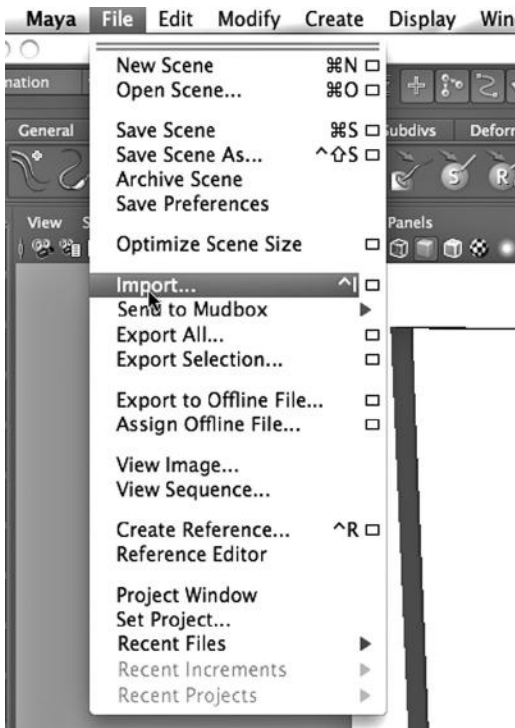 Maya File Edit Modify Create Display Win
mation
General Subdivs Deforr
View S Panels
New Scene ⌘N
Open Scene... ⌘O
Save Scene ⌘S
Save Scene As... ^⇧S
Archive Scene
Save Preferences
Optimize Scene Size
Import... ^I
Send to Mudbox
Export All...
Export Selection...
Export to Offline File...
Assign Offline File...
View Image...
View Sequence...
Create Reference... ^R
Reference Editor
Project Window
Set Project...
Recent Files
Recent Increments
Recent Projects